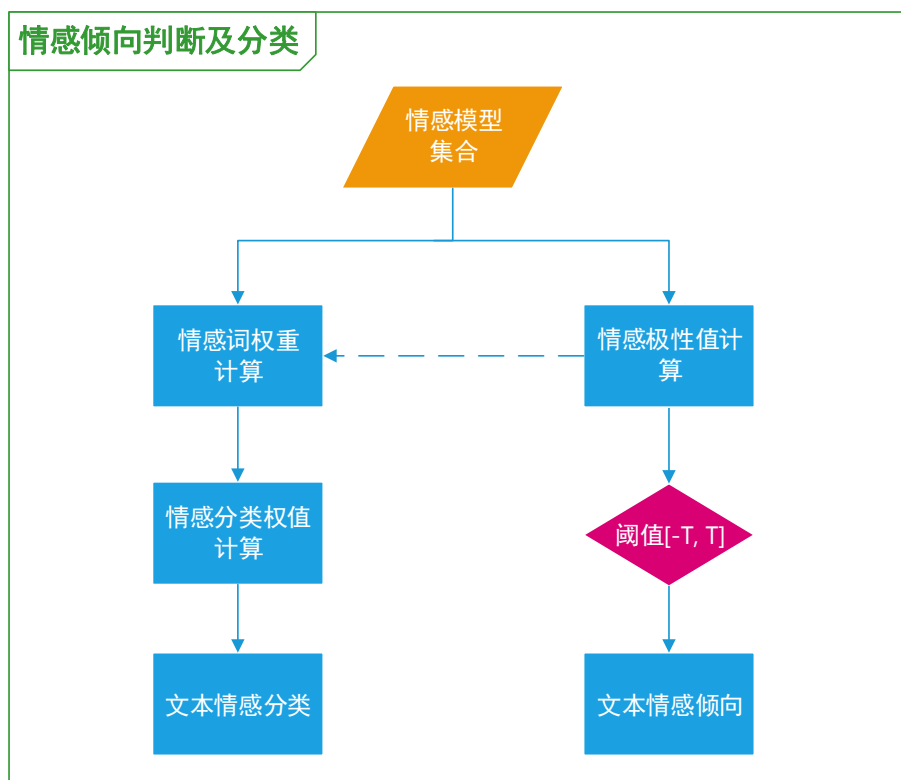 情感倾向判断及分类
情感模型
集合
情感词权重
计算
情感极性值计
算
情感分类权值
计算
阈值[-T, T]
文本情感分类
文本情感倾向